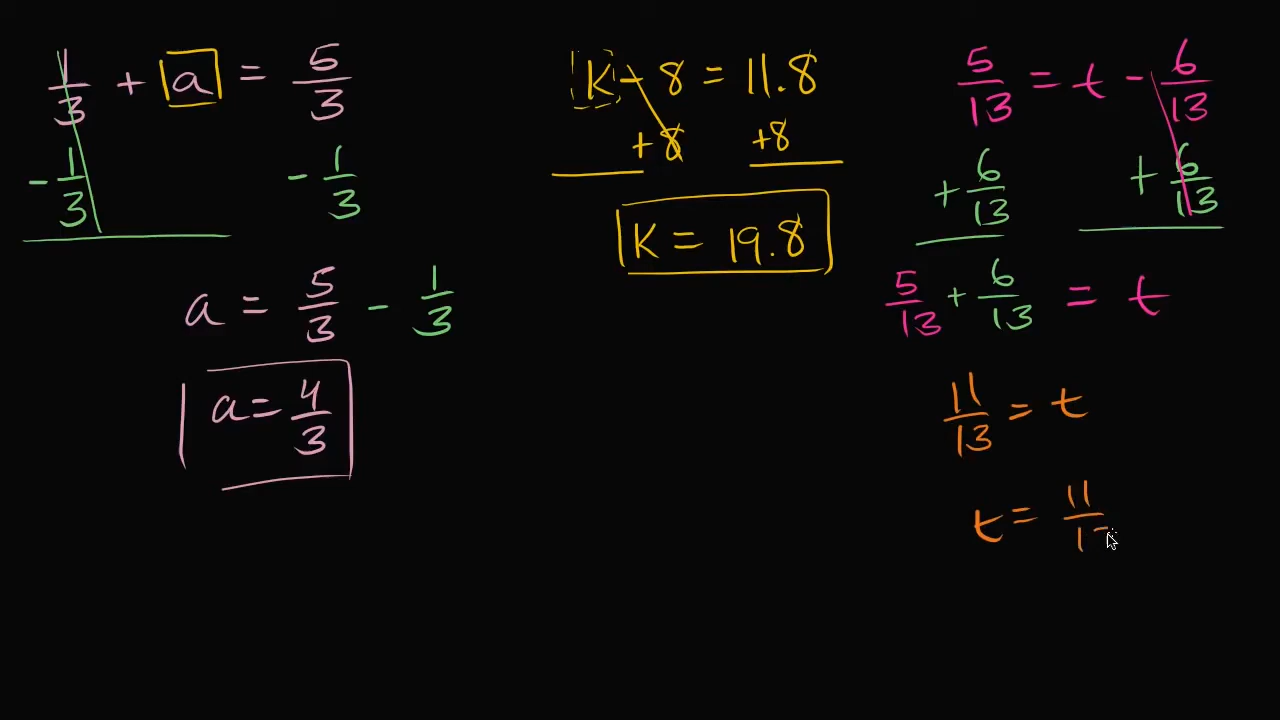 1/3 + a = 5/3
- 1/3 - 1/3
a = 5/3 - 1/3
a = 4/3
K - 8 = 11.8
+ 8 +8
K = 19.8
5/13 = t - 6/13
+ 6/13 + 6/13
5/13 + 6/13 = t
11/13 = t
t = 11/1